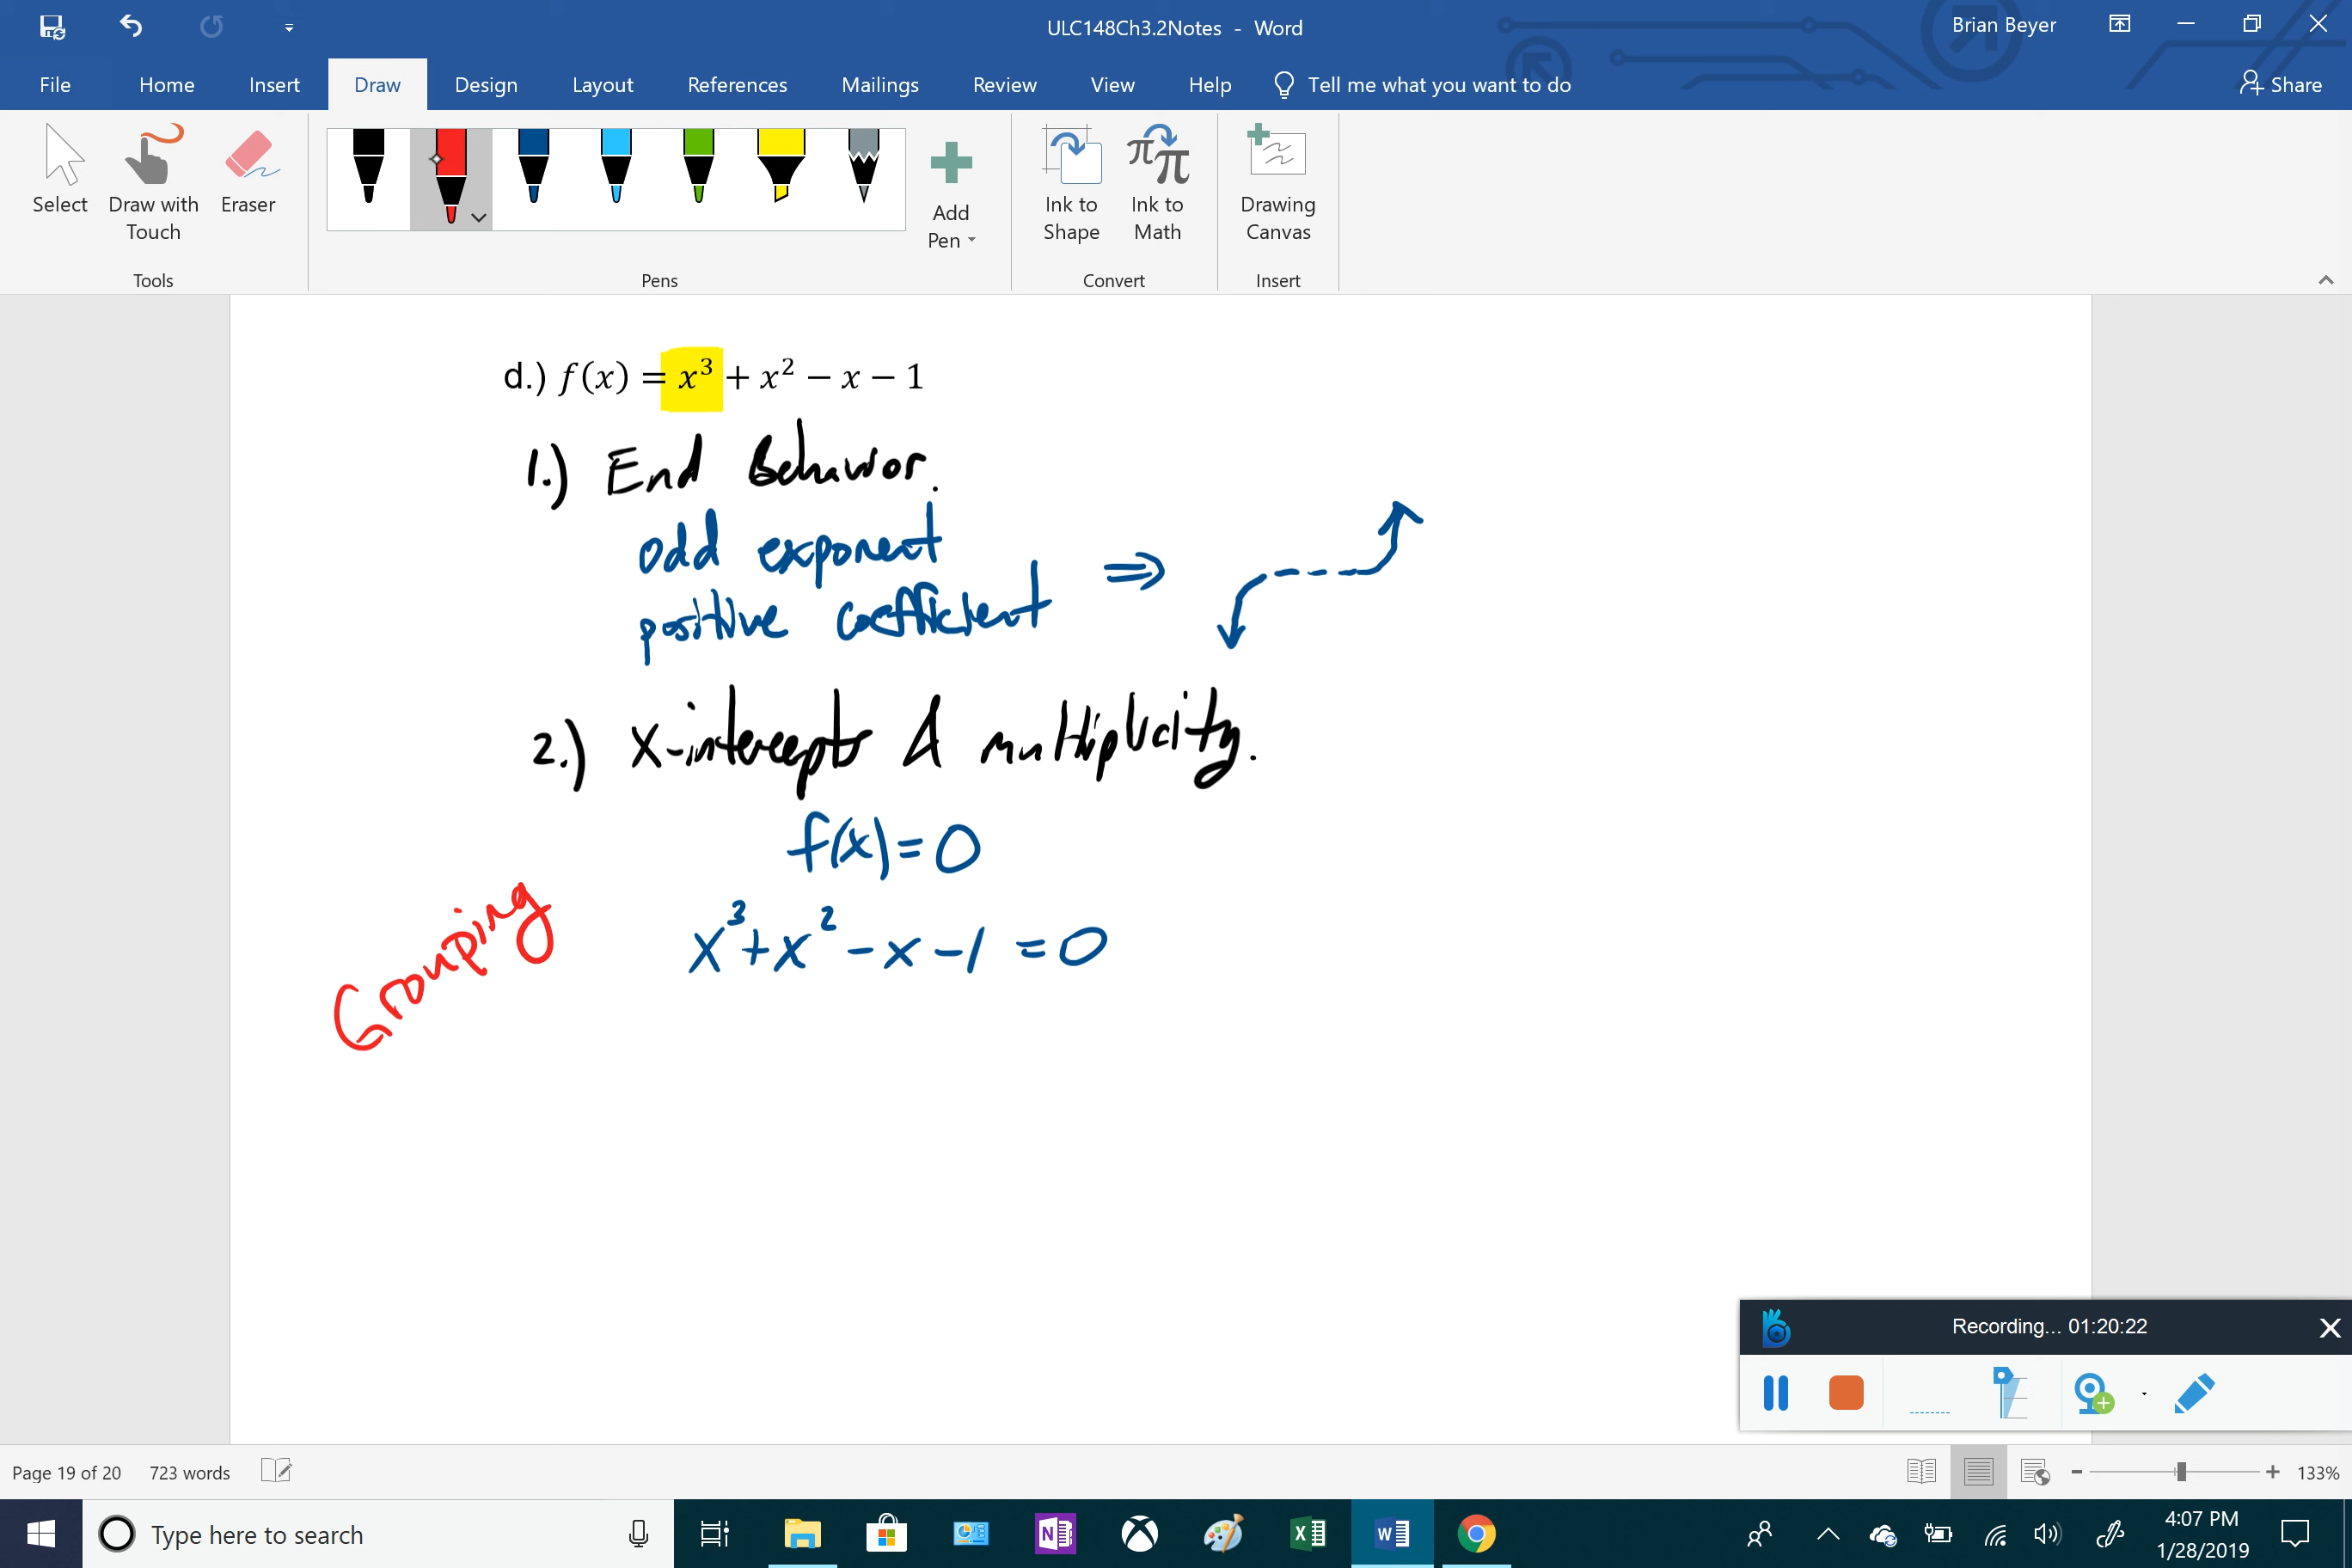 ULC148Ch3.2Notes - Word
Brian Beyer
File Home Insert Draw Design Layout References Mailings Review View Help Tell me what you want to do Share
Select Draw with Touch Eraser
Add Pen
Ink to Shape Ink to Math
Drawing Canvas
Tools Pens Convert Insert
d.) f(x) = x³ + x² − x − 1
1.) End Behavior.
odd exponent
positive coefficient ⇒
2.) x-intercepts & multiplicity.
f(x)=0
Grouping
x³+x²-x-1=0
Recording... 01:20:22
Page 19 of 20 723 words
133%
Type here to search
4:07 PM
1/28/2019